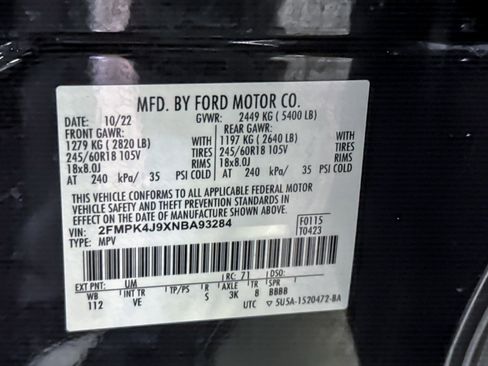 MFD. BY FORD MOTOR CO.
DATE: 10/22 GVWR: 2449 KG ( 5400 LB)
FRONT GAWR: REAR GAWR:
1279 KG ( 2820 LB) WITH 1197 KG ( 2640 LB) WITH
245/60R18 105V TIRES 245/60R18 105V TIRES
18x8.0J RIMS 18x8.0J RIMS
AT 240 kPa/ 35 PSI COLD AT 240 kPa/ 35 PSI COLD
THIS VEHICLE CONFORMS TO ALL APPLICABLE FEDERAL MOTOR
VEHICLE SAFETY AND THEFT PREVENTION STANDARDS IN
EFFECT ON THE DATE OF MANUFACTURE SHOWN ABOVE.
VIN: 2FMPK4J9XNBA93284 F0115
TYPE: MPV T0423
EXT PNT: UM RC: 71 DSO:
WB INT TR TP/PS R AXLE TR SPR
112 VE S 3K 8 BBBB
UTC ▽ 5U5A-1520472-BA